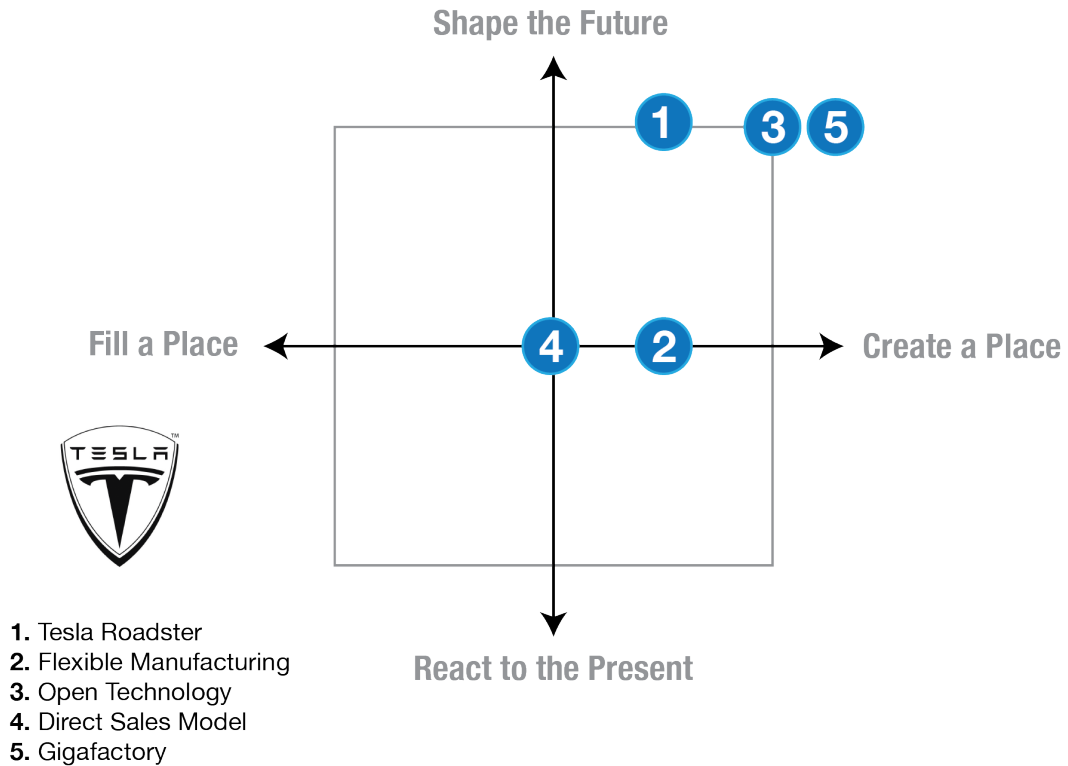 Shape the Future
1
3
5
Fill a Place
4
2
Create a Place
TESLA
™
1. Tesla Roadster
2. Flexible Manufacturing
3. Open Technology
4. Direct Sales Model
5. Gigafactory
React to the Present